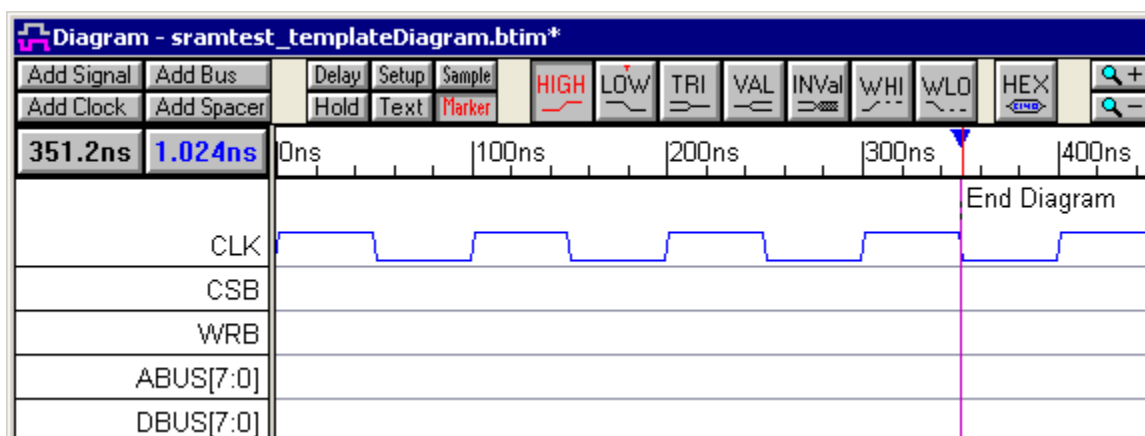 Diagram - sramtest_templateDiagram.btim*
Add Signal Add Bus Delay Setup Sample HIGH LOW TRI VAL INVal WHI WLO HEX +
Add Clock Add Spacer Hold Text Marker -
351.2ns 1.024ns 0ns 100ns 200ns 300ns 400ns
End Diagram
CLK
CSB
WRB
ABUS[7:0]
DBUS[7:0]